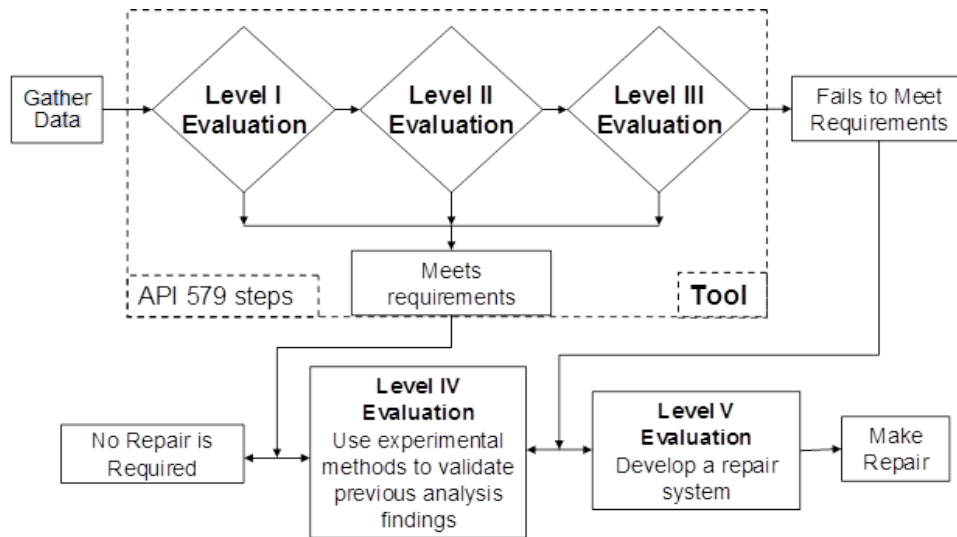 Gather
Data
Level I
Evaluation
Level II
Evaluation
Level III
Evaluation
Fails to Meet
Requirements
Meets
requirements
API 579 steps
Tool
No Repair is
Required
Level IV
Evaluation
Use experimental
methods to validate
previous analysis
findings
Level V
Evaluation
Develop a repair
system
Make
Repair